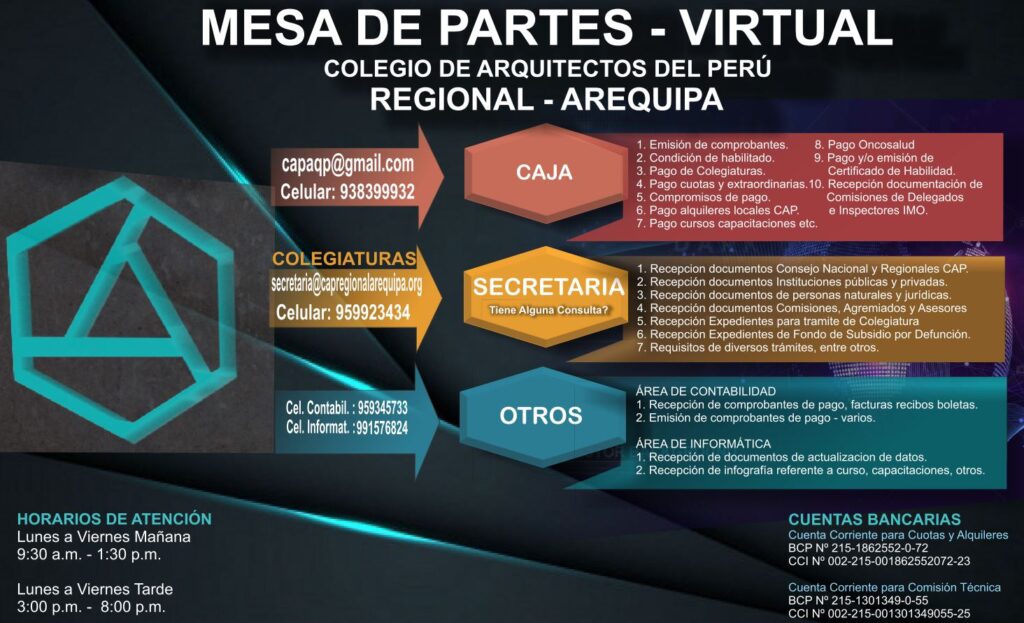 MESA DE PARTES - VIRTUAL
COLEGIO DE ARQUITECTOS DEL PERÚ
REGIONAL - AREQUIPA
capaqp@gmail.com
Celular: 938399932
CAJA
1. Emisión de comprobantes.
2. Condición de habilitado.
3. Pago de Colegiaturas.
4. Pago cuotas y extraordinarias.
5. Compromisos de pago.
6. Pago alquileres locales CAP.
7. Pago cursos capacitaciones etc.
8. Pago Oncosalud
9. Pago y/o emisión de
Certificado de Habilidad.
10. Recepción documentación de
Comisiones de Delegados
e Inspectores IMO.
COLEGIATURAS
secretaria@capregionalarequipa.org
Celular: 959923434
SECRETARIA
Tiene Alguna Consulta?
1. Recepcion documentos Consejo Nacional y Regionales CAP.
2. Recepción documentos Instituciones públicas y privadas.
3. Recepción documentos de personas naturales y jurídicas.
4. Recepción documentos Comisiones, Agremiados y Asesores
5. Recepción Expedientes para tramite de Colegiatura
6. Recepción Expedientes de Fondo de Subsidio por Defunción.
7. Requisitos de diversos trámites, entre otros.
Cel. Contabil. : 959345733
Cel. Informat. :991576824
OTROS
ÁREA DE CONTABILIDAD
1. Recepción de comprobantes de pago, facturas recibos boletas.
2. Emisión de comprobantes de pago - varios.
ÁREA DE INFORMÁTICA
1. Recepción de documentos de actualizacion de datos.
2. Recepción de infografía referente a curso, capacitaciones, otros.
HORARIOS DE ATENCIÓN
Lunes a Viernes Mañana
9:30 a.m. - 1:30 p.m.
Lunes a Viernes Tarde
3:00 p.m. - 8:00 p.m.
CUENTAS BANCARIAS
Cuenta Corriente para Cuotas y Alquileres
BCP Nº 215-1862552-0-72
CCI Nº 002-215-001862552072-23
Cuenta Corriente para Comisión Técnica
BCP Nº 215-1301349-0-55
CCI Nº 002-215-001301349055-25